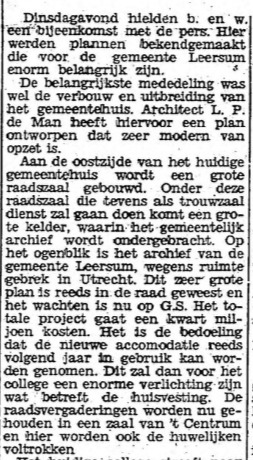 Dinsdagavond hielden b. en w.
een bijeenkomst met de pers. Hier
werden plannen bekendgemaakt
die voor de gemeente Leersum
enorm belangrijk zijn.
De belangrijkste mededeling was
wel de verbouw en uitbreiding van
het gemeentehuis. Architect L. P.
de Man heeft hiervoor een plan
ontworpen dat zeer modern van
opzet is.
Aan de oostzijde van het huidige
gemeentehuis wordt een grote
raadszaal gebouwd. Onder deze
raadszaal die tevens als trouwzaal
dienst zal gaan doen komt een gro-
te kelder, waarin het gemeentelijk
archief wordt ondergebracht. Op
het ogenblik is het archief van de
gemeente Leersum, wegens ruimte
gebrek in Utrecht. Dit zeer grote
plan is reeds in de raad geweest en
het wachten is nu op G.S. Het to-
tale project gaat een kwart mil-
joen kosten. Het is de bedoeling
dat de nieuwe accomodatie reeds
volgend jaar in gebruik kan wor-
den genomen. Dit zal dan voor het
college een enorme verlichting zijn
wat betreft de huisvesting. De
raadsvergaderingen worden nu ge-
houden in een zaal van 't Centrum
en hier worden ook de huwelijken
voltrokken